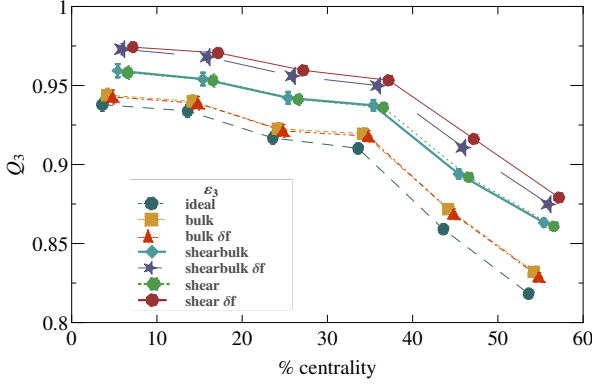 1
0.95
0.9
0.85
0.8
Q3
0 10 20 30 40 50 60
% centrality
ε3
ideal
bulk
bulk δf
shearbulk
shearbulk δf
shear
shear δf